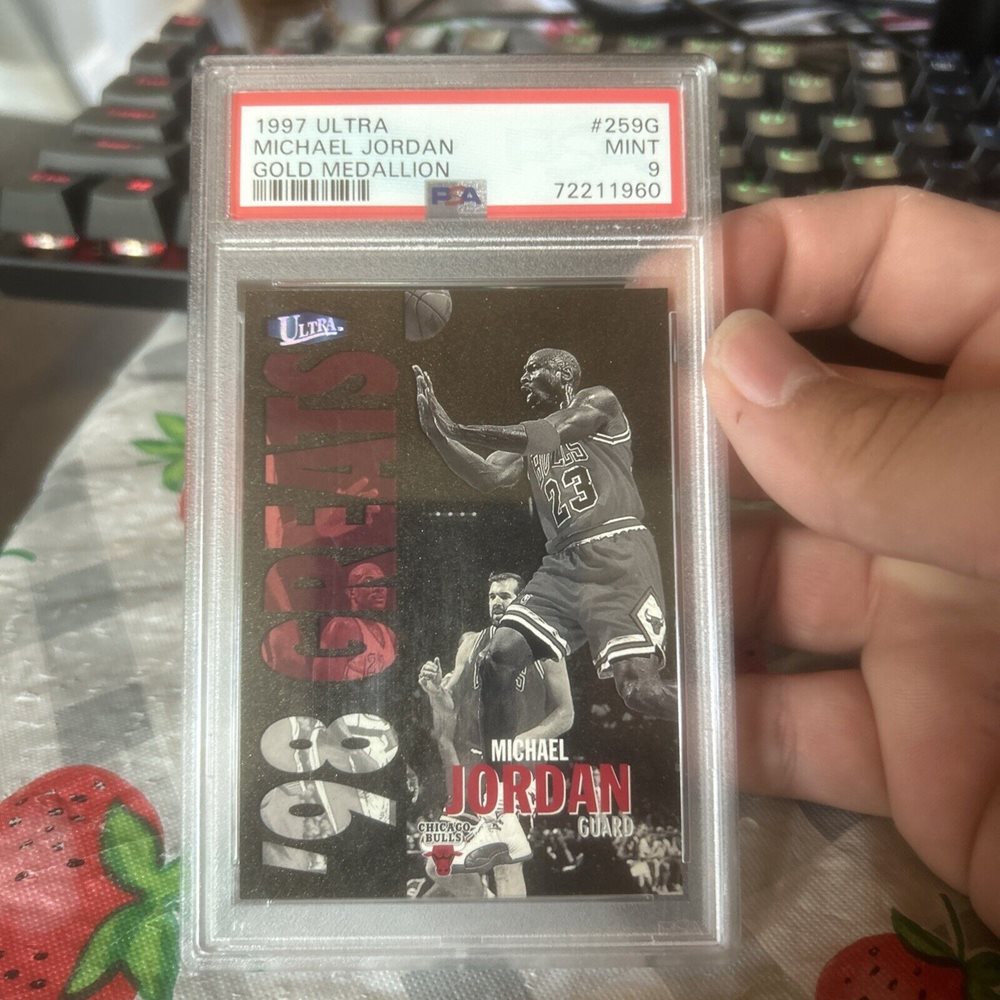 1997 ULTRA #259G
MICHAEL JORDAN MINT
GOLD MEDALLION 9
PSA 72211960
ULTRA
'98 GREATS
BULLS
23
MICHAEL
JORDAN
GUARD
CHICAGO
BULLS